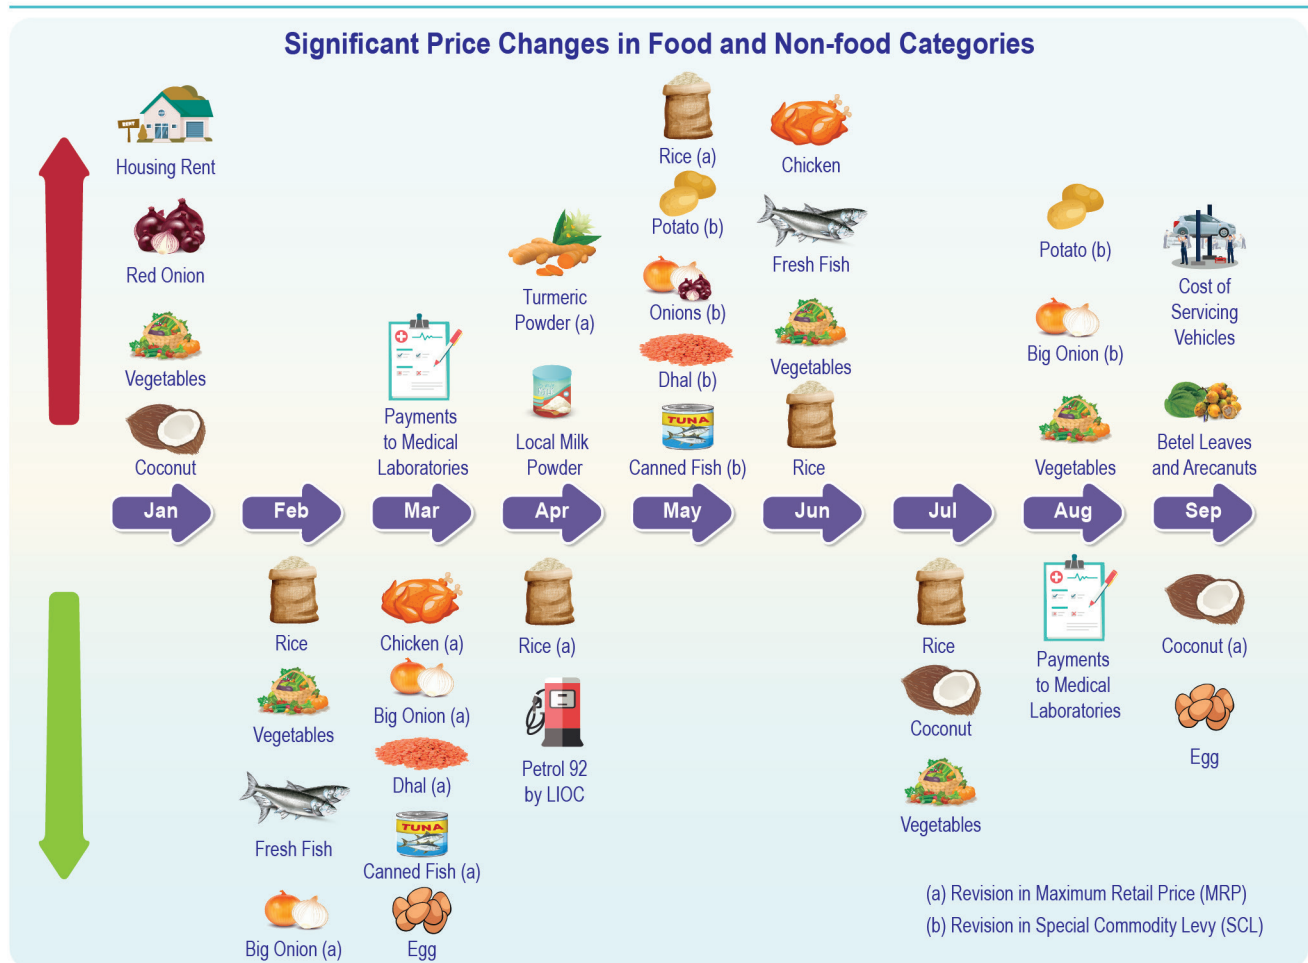 Significant Price Changes in Food and Non-food Categories
RENT
Housing Rent
Red Onion
Vegetables
Coconut
Payments
to Medical
Laboratories
Turmeric
Powder (a)
Local Milk
Powder
Rice (a)
Potato (b)
Onions (b)
Dhal (b)
TUNA
Canned Fish (b)
Chicken
Fresh Fish
Vegetables
Rice
Potato (b)
Big Onion (b)
Vegetables
Cost of
Servicing
Vehicles
Betel Leaves
and Arecanuts
Jan
Feb
Mar
Apr
May
Jun
Jul
Aug
Sep
Rice
Vegetables
Fresh Fish
Big Onion (a)
Chicken (a)
Big Onion (a)
Dhal (a)
TUNA
Canned Fish (a)
Egg
Rice (a)
Petrol 92
by LIOC
Rice
Coconut
Vegetables
Payments
to Medical
Laboratories
Coconut (a)
Egg
(a) Revision in Maximum Retail Price (MRP)
(b) Revision in Special Commodity Levy (SCL)